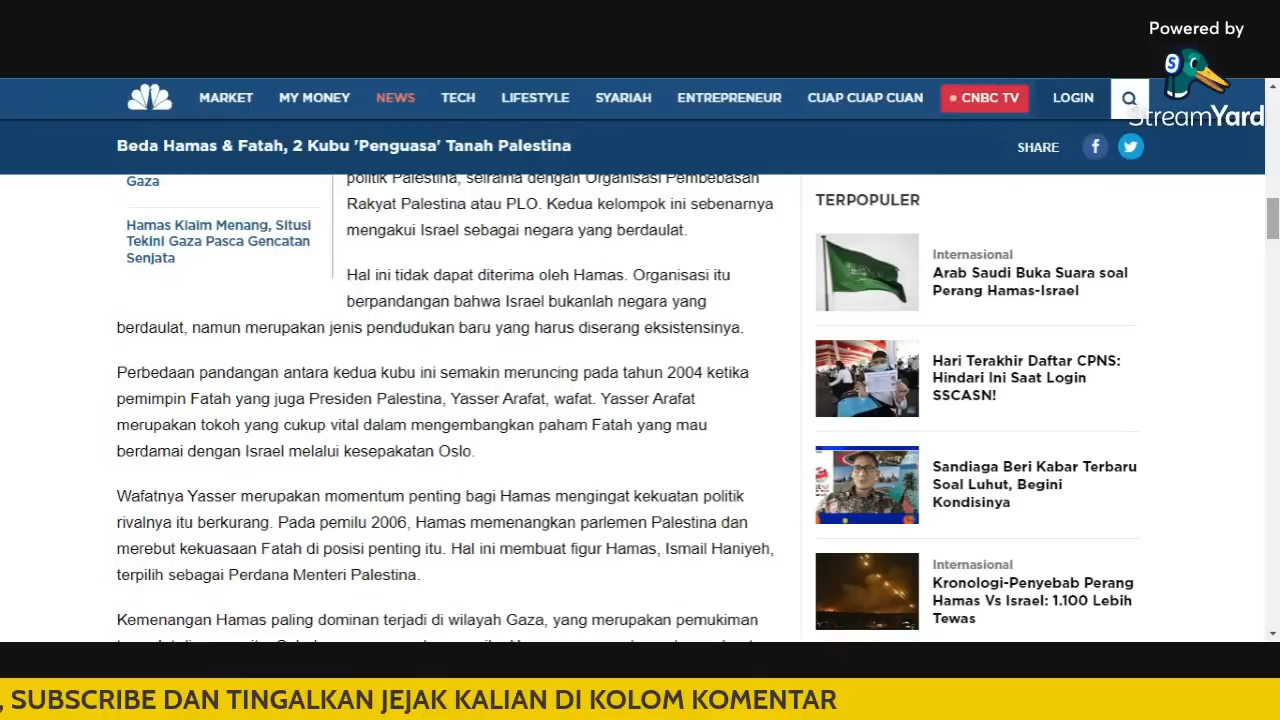 Powered by
StreamYard
MARKET MY MONEY NEWS TECH LIFESTYLE SYARIAH ENTREPRENEUR CUAP CUAP CUAN CNBC TV LOGIN
Beda Hamas & Fatah, 2 Kubu 'Penguasa' Tanah Palestina
SHARE
Gaza
Hamas Klaim Menang, Situsi
Tekini Gaza Pasca Gencatan
Senjata
politik Palestina, seirama dengan Organisasi Pembebasan
Rakyat Palestina atau PLO. Kedua kelompok ini sebenarnya
mengakui Israel sebagai negara yang berdaulat.
Hal ini tidak dapat diterima oleh Hamas. Organisasi itu
berpandangan bahwa Israel bukanlah negara yang
berdaulat, namun merupakan jenis pendudukan baru yang harus diserang eksistensinya.
Perbedaan pandangan antara kedua kubu ini semakin meruncing pada tahun 2004 ketika
pemimpin Fatah yang juga Presiden Palestina, Yasser Arafat, wafat. Yasser Arafat
merupakan tokoh yang cukup vital dalam mengembangkan paham Fatah yang mau
berdamai dengan Israel melalui kesepakatan Oslo.
Wafatnya Yasser merupakan momentum penting bagi Hamas mengingat kekuatan politik
rivalnya itu berkurang. Pada pemilu 2006, Hamas memenangkan parlemen Palestina dan
merebut kekuasaan Fatah di posisi penting itu. Hal ini membuat figur Hamas, Ismail Haniyeh,
terpilih sebagai Perdana Menteri Palestina.
Kemenangan Hamas paling dominan terjadi di wilayah Gaza, yang merupakan pemukiman
TERPOPULER
Internasional
Arab Saudi Buka Suara soal
Perang Hamas-Israel
Hari Terakhir Daftar CPNS:
Hindari Ini Saat Login
SSCASN!
Sandiaga Beri Kabar Terbaru
Soal Luhut, Begini
Kondisinya
Internasional
Kronologi-Penyebab Perang
Hamas Vs Israel: 1.100 Lebih
Tewas
, SUBSCRIBE DAN TINGALKAN JEJAK KALIAN DI KOLOM KOMENTAR